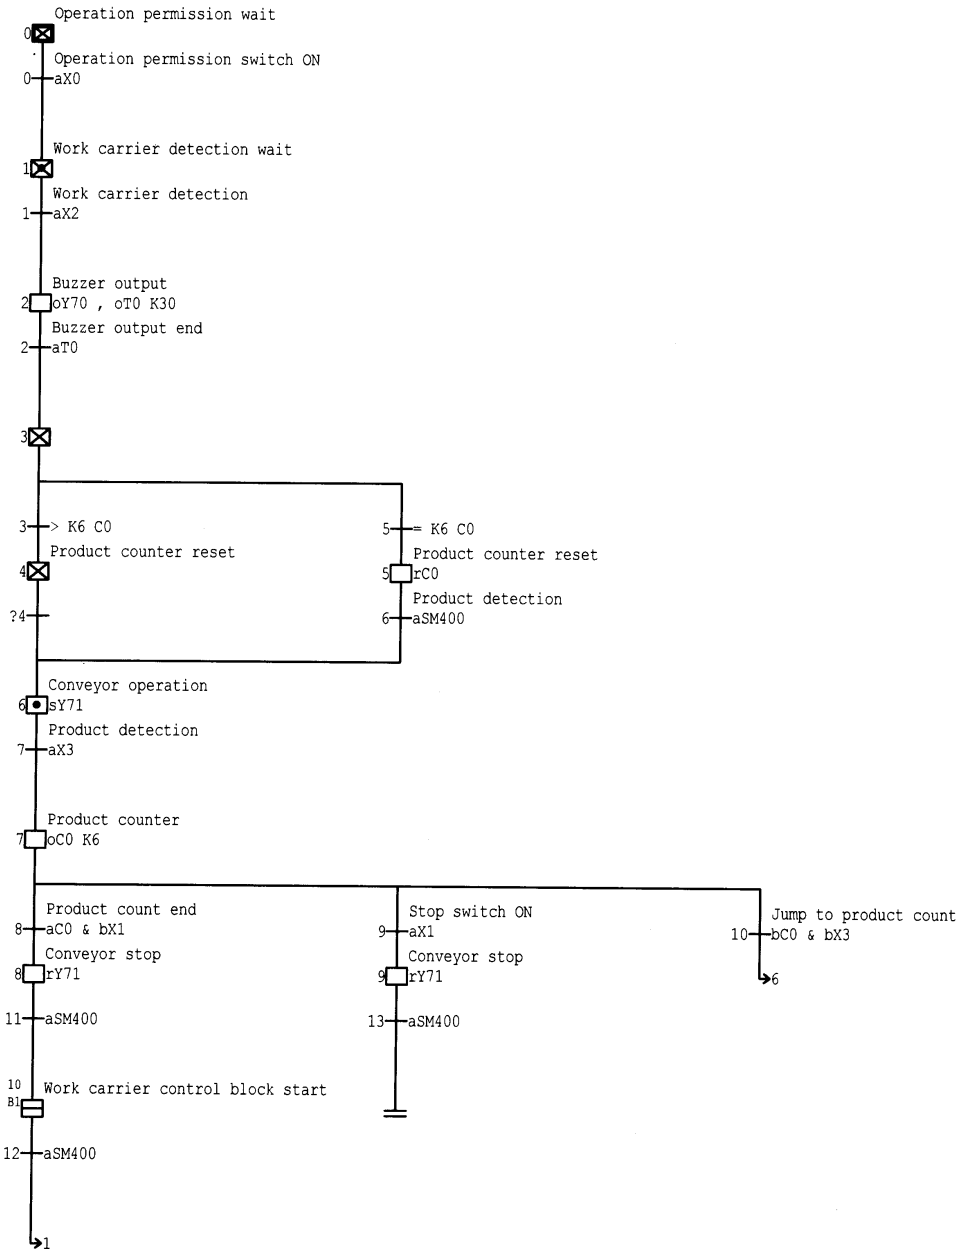 Operation permission wait
0
Operation permission switch ON
0 aX0
Work carrier detection wait
1
Work carrier detection
1 aX2
Buzzer output
2 oY70 , oT0 K30
Buzzer output end
2 aT0
3
3 > K6 C0
5 = K6 C0
Product counter reset
4
Product counter reset
5 rC0
?4
Product detection
6 aSM400
Conveyor operation
6 sY71
Product detection
7 aX3
Product counter
7 oC0 K6
Product count end
8 aC0 & bX1
Stop switch ON
9 aX1
Jump to product count
10 bC0 & bX3
Conveyor stop
8 rY71
Conveyor stop
9 rY71
6
11 aSM400
13 aSM400
10 Work carrier control block start
B1
12 aSM400
1